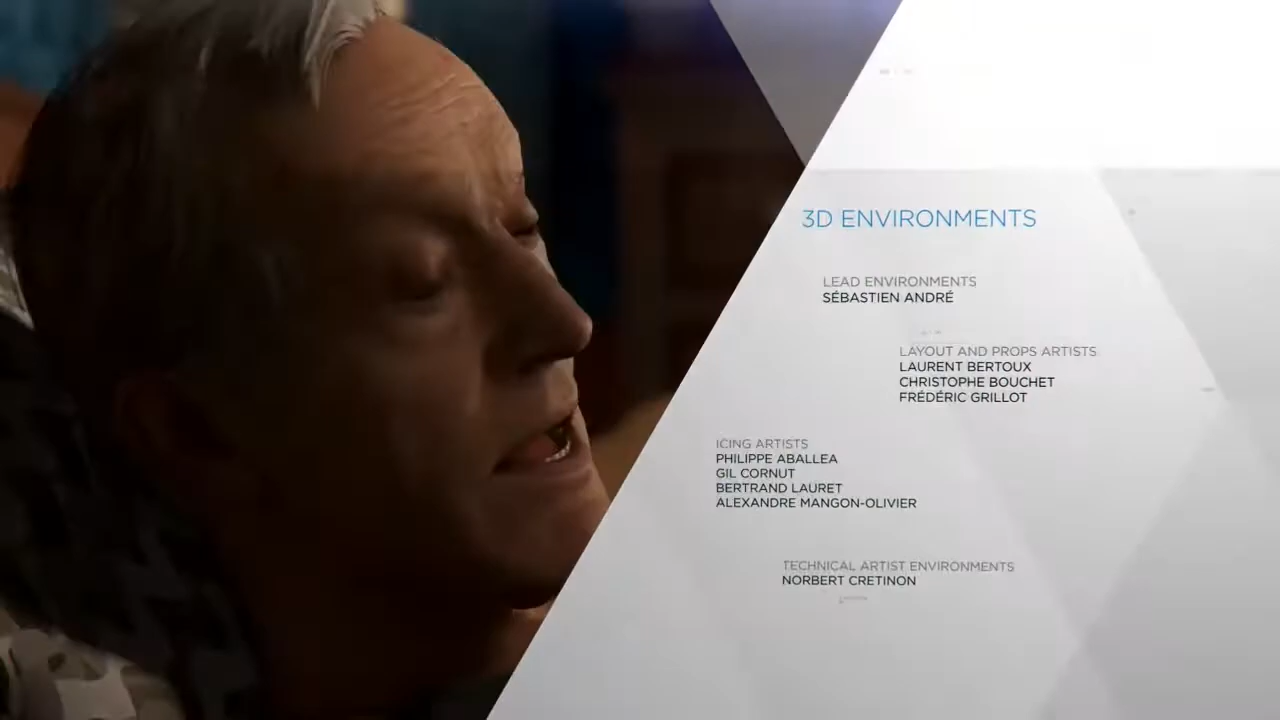 3D ENVIRONMENTS
LEAD ENVIRONMENTS
SÉBASTIEN ANDRÉ
LAYOUT AND PROPS ARTISTS
LAURENT BERTOUX
CHRISTOPHE BOUCHET
FRÉDÉRIC GRILLOT
ICING ARTISTS
PHILIPPE ABALLEA
GIL CORNUT
BERTRAND LAURET
ALEXANDRE MANGON-OLIVIER
TECHNICAL ARTIST ENVIRONMENTS
NORBERT CRETINON